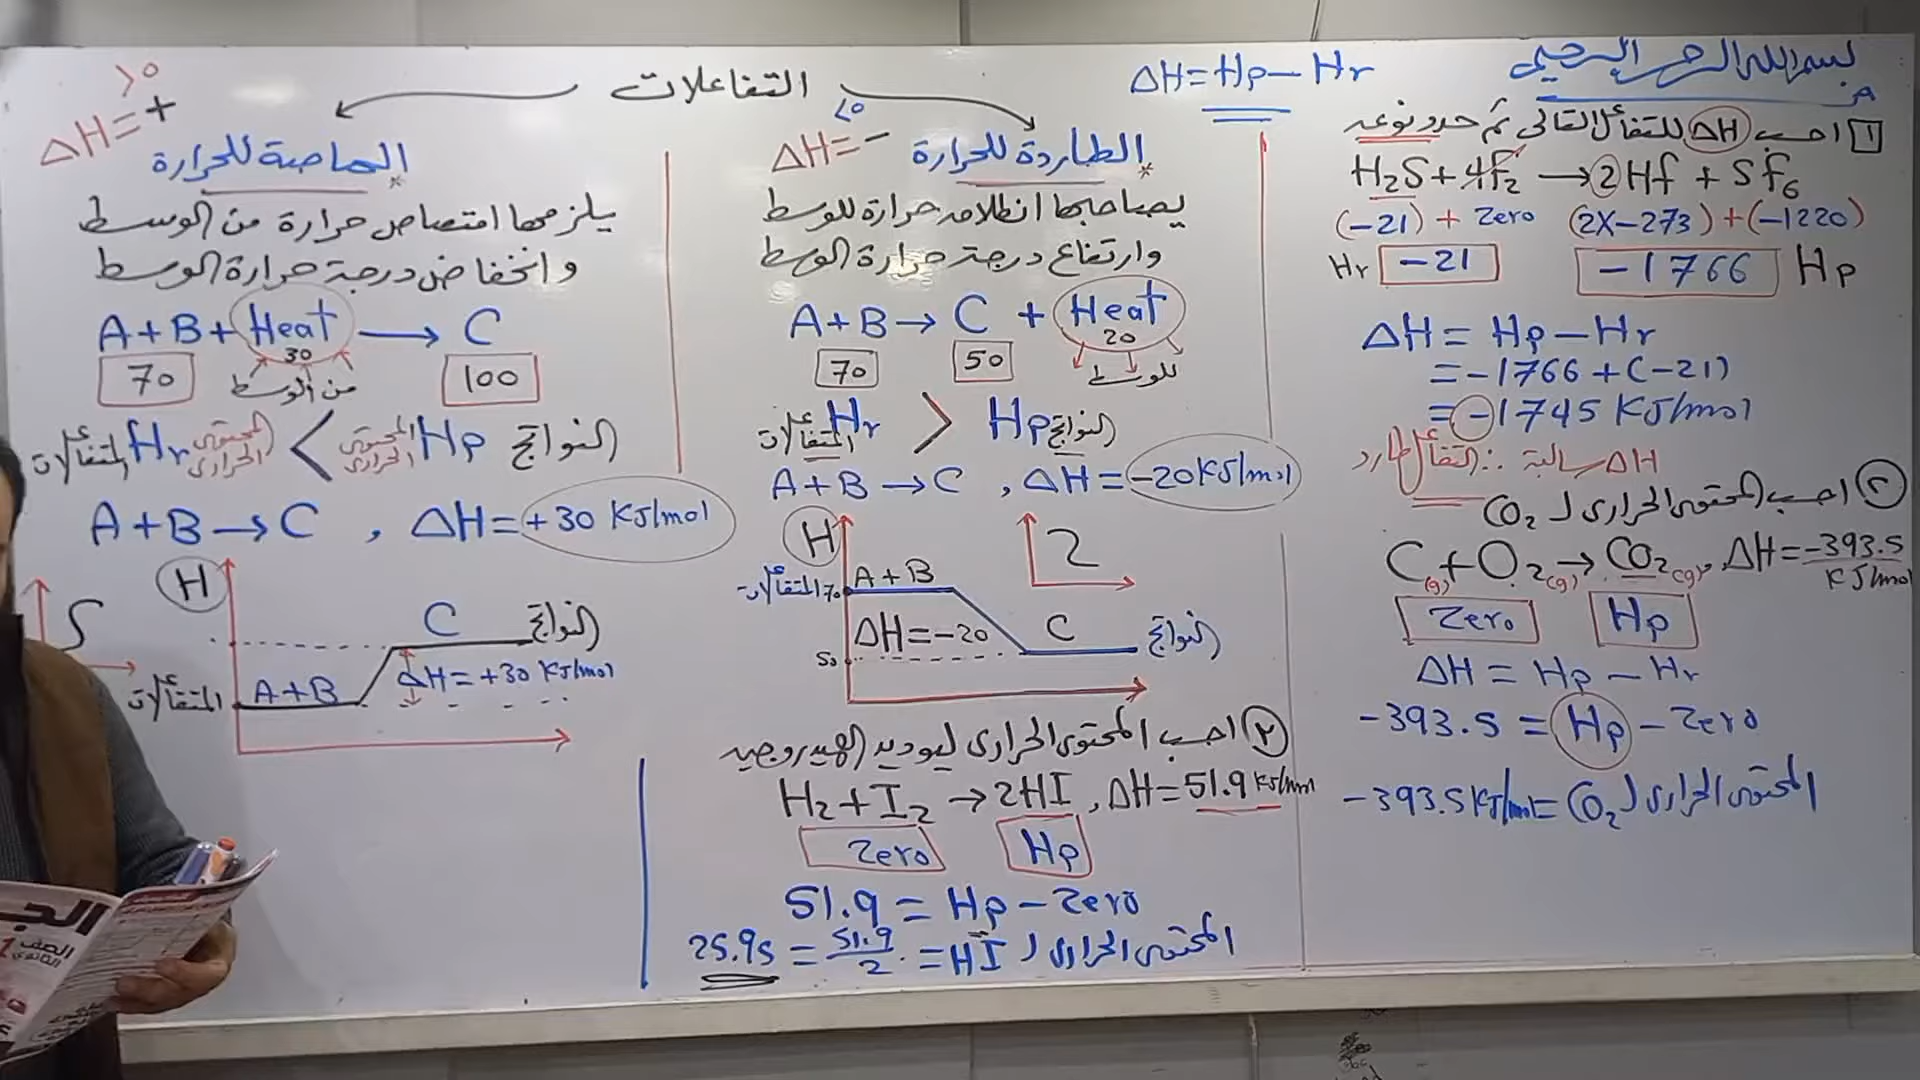 بسم الله الرحمن الرحيم
التفاعلات
ΔH = Hp – Hr
1 احسب ΔH للتفاعل التالى ثم حدد نوعه
H₂S + 4f₂ → 2Hf + Sf₆
(-21) + Zero (2X-273) + (-1220)
Hr -21 -1766 Hp
ΔH = Hp – Hr
= -1766 + (-21)
= -1745 KJ/mol
ΔH سالبة ∴ التفاعل طارد
٢ احسب المحتوى الحرارى لـ CO₂
C(g) + O₂(g) → CO₂(g), ΔH = -393.5 KJ/mol
Zero Hp
ΔH = Hp – Hr
-393.5 = Hp – Zero
المحتوى الحرارى لـ CO₂ = -393.5 KJ/mol
<0
ΔH = -
الطاردة للحرارة
يصاحبها انطلاق حرارة للوسط
وارتفاع درجة حرارة الوسط
A + B → C + Heat
20
70 50 للوسط
المتفاعلات Hr > Hp النواتج
A + B → C , ΔH = -20 KJ/mol
H
المتفاعلات 70 A + B
ΔH = -20 C النواتج
50
٢ احسب المحتوى الحرارى ليوديد الهيدروجين
H₂ + I₂ → 2HI, ΔH = 51.9 KJ/mol
Zero Hp
51.9 = Hp – Zero
المحتوى الحرارى لـ HI = 51.9/2 = 25.95
>0
ΔH = +
الماصة للحرارة
يلزمها امتصاص حرارة من الوسط
وانخفاض درجة حرارة الوسط
A + B + Heat → C
30
70 من الوسط 100
المتفاعلات Hr المحتوى الحرارى < المحتوى الحرارى Hp النواتج
A + B → C , ΔH = +30 KJ/mol
H
C النواتج
ΔH = +30 KJ/mol
المتفاعلات A + B
الصف
1
الثانوي